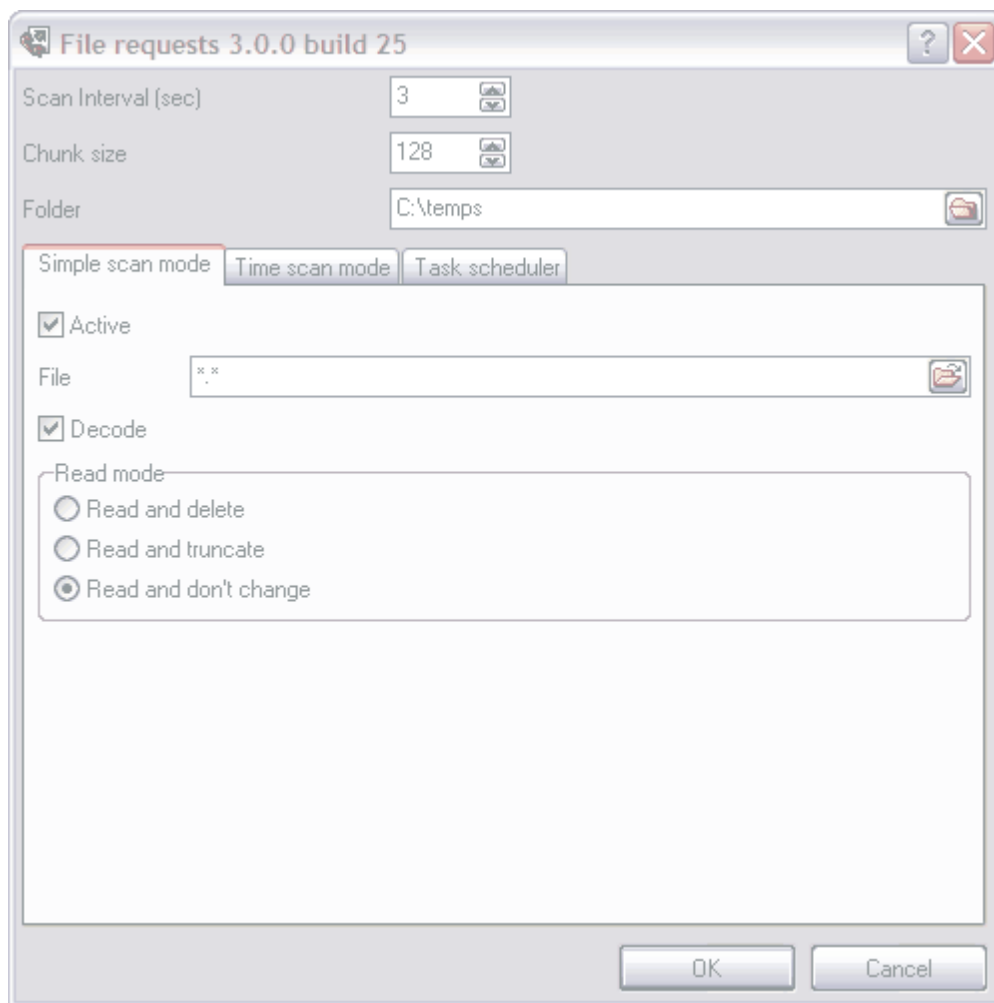 File requests 3.0.0 build 25
Scan Interval (sec) 3
Chunk size 128
Folder C:\temps
Simple scan mode Time scan mode Task scheduler
Active
File *.*
Decode
Read mode
Read and delete
Read and truncate
Read and don't change
OK Cancel